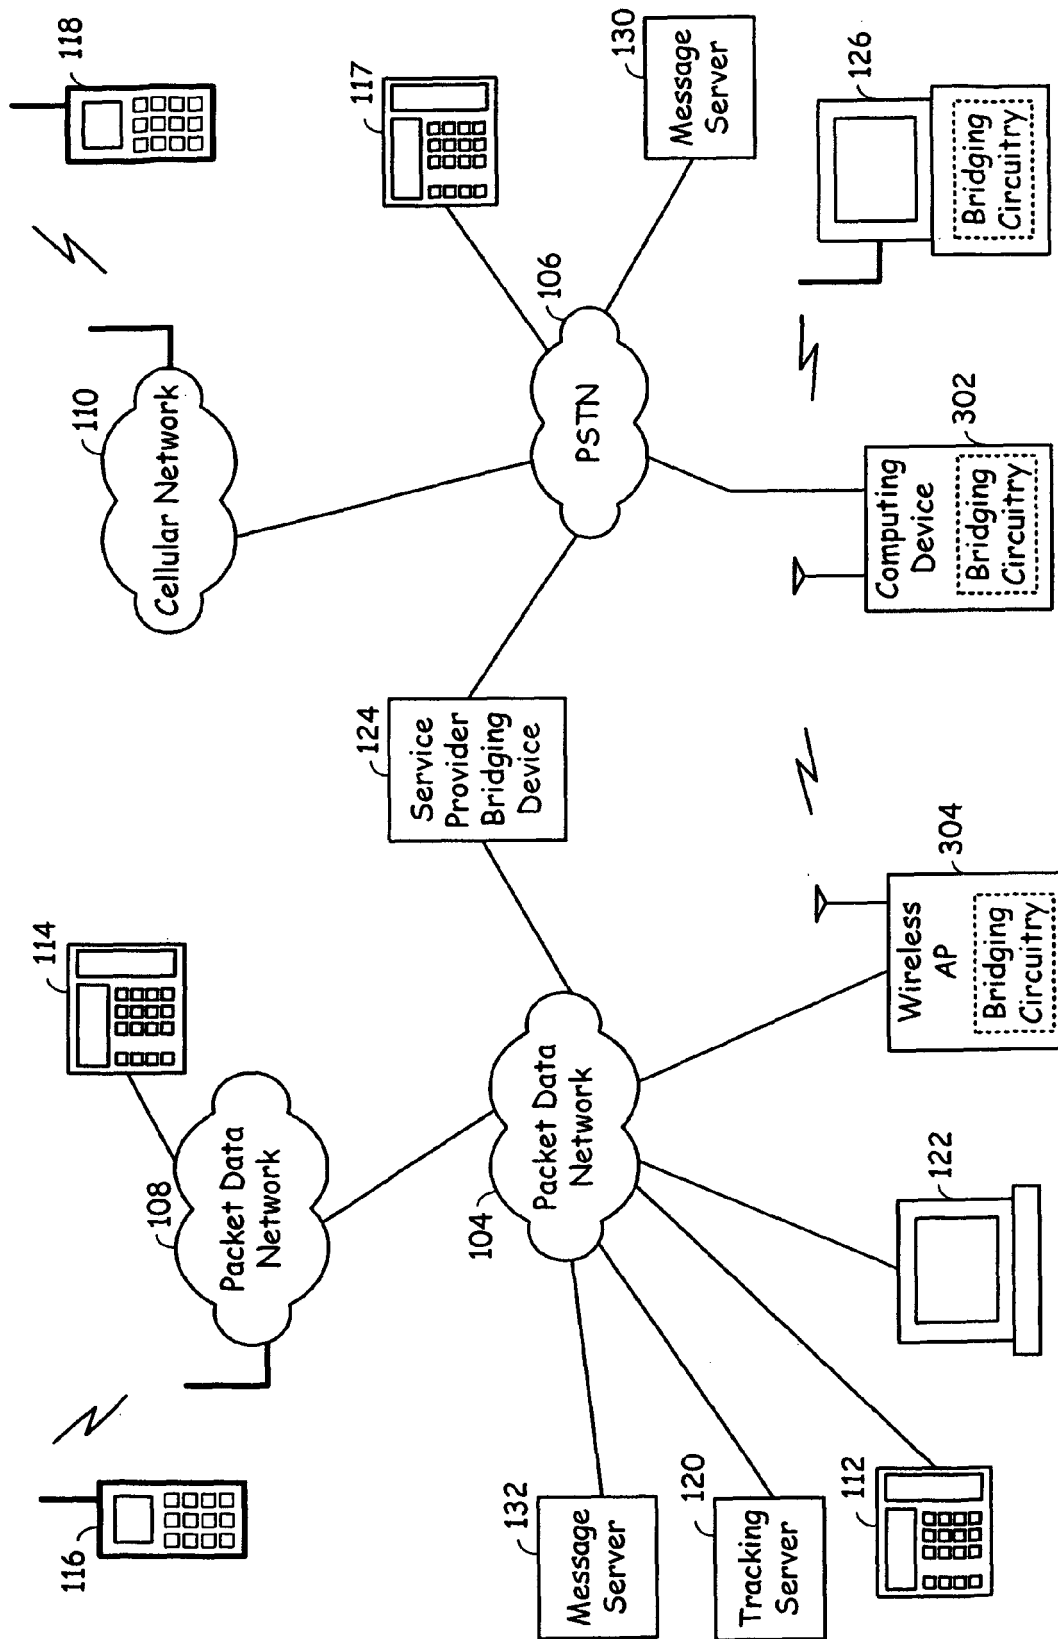 116
Packet Data
Network
108
114
Cellular Network
110
118
Message
Server
132
Tracking
Server
120
112
Packet Data
Network
104
Service
Provider
Bridging
Device
124
PSTN
106
117
Message
Server
130
122
Wireless
AP
Bridging
Circuitry
304
Computing
Device
Bridging
Circuitry
302
126
Bridging
Circuitry